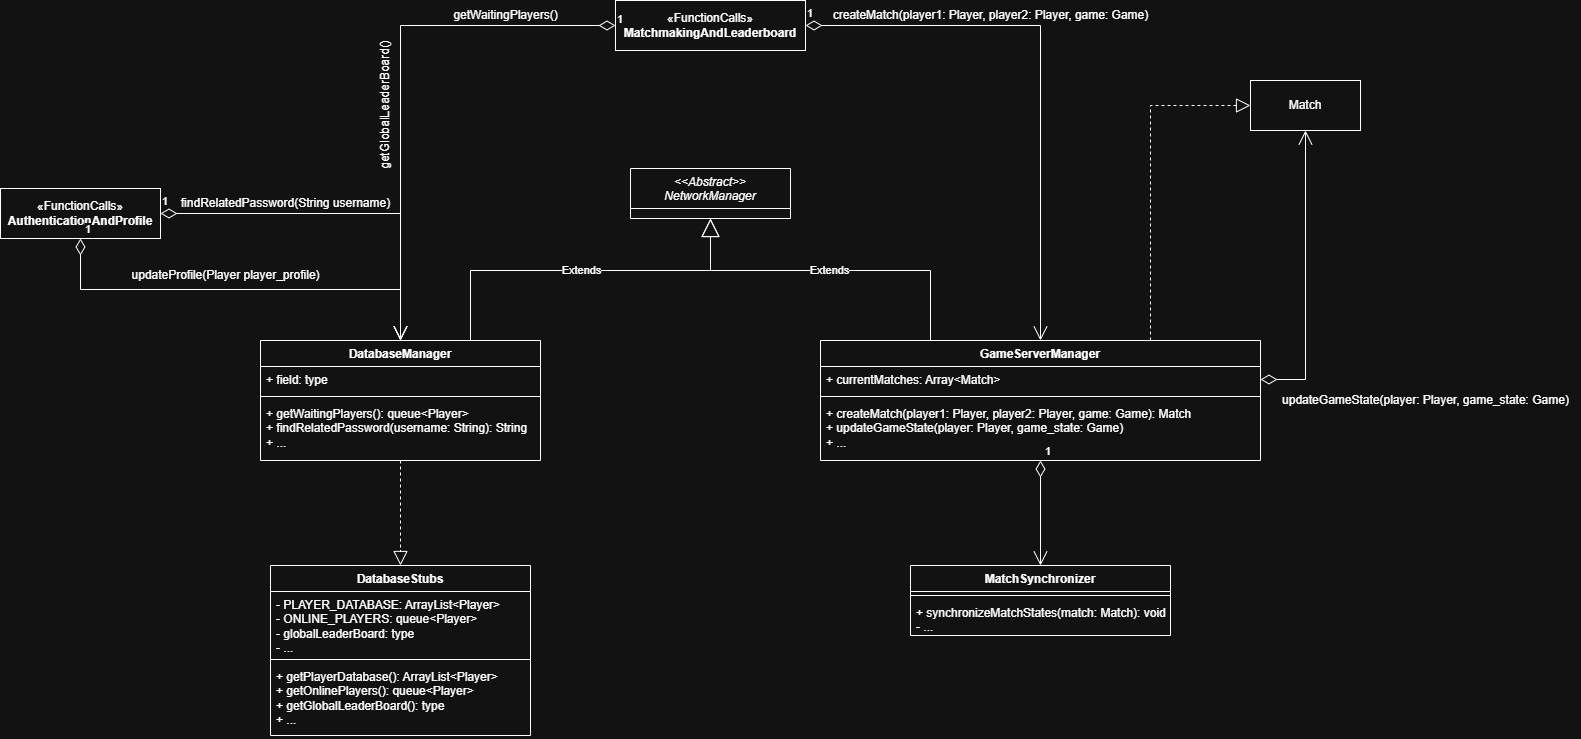 getWaitingPlayers()
1
«FunctionCalls»
MatchmakingAndLeaderboard
1
createMatch(player1: Player, player2: Player, game: Game)
getGlobalLeaderBoard()
Match
<<Abstract>>
NetworkManager
«FunctionCalls»
AuthenticationAndProfile
1
1
findRelatedPassword(String username)
updateProfile(Player player_profile)
Extends
Extends
DatabaseManager
+ field: type
+ getWaitingPlayers(): queue<Player>
+ findRelatedPassword(username: String): String
+ ...
GameServerManager
+ currentMatches: Array<Match>
+ createMatch(player1: Player, player2: Player, game: Game): Match
+ updateGameState(player: Player, game_state: Game)
+ ...
1
updateGameState(player: Player, game_state: Game)
DatabaseStubs
- PLAYER_DATABASE: ArrayList<Player>
- ONLINE_PLAYERS: queue<Player>
- globalLeaderBoard: type
- ...
+ getPlayerDatabase(): ArrayList<Player>
+ getOnlinePlayers(): queue<Player>
+ getGlobalLeaderBoard(): type
+ ...
MatchSynchronizer
+ synchronizeMatchStates(match: Match): void
- ...